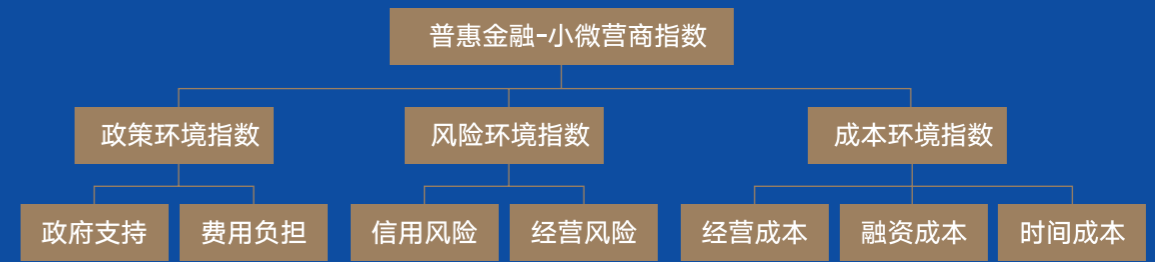 普惠金融-小微营商指数
政策环境指数
风险环境指数
成本环境指数
政府支持
费用负担
信用风险
经营风险
经营成本
融资成本
时间成本